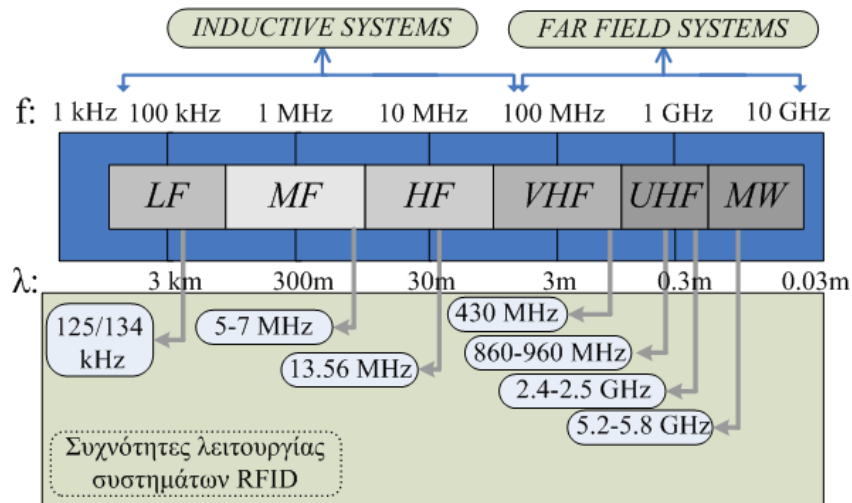 INDUCTIVE SYSTEMS
FAR FIELD SYSTEMS
f: 1 kHz 100 kHz 1 MHz 10 MHz 100 MHz 1 GHz 10 GHz
LF MF HF VHF UHF MW
λ: 3 km 300m 30m 3m 0.3m 0.03m
125/134
kHz
5-7 MHz
13.56 MHz
430 MHz
860-960 MHz
2.4-2.5 GHz
5.2-5.8 GHz
Συχνότητες λειτουργίας
συστημάτων RFID